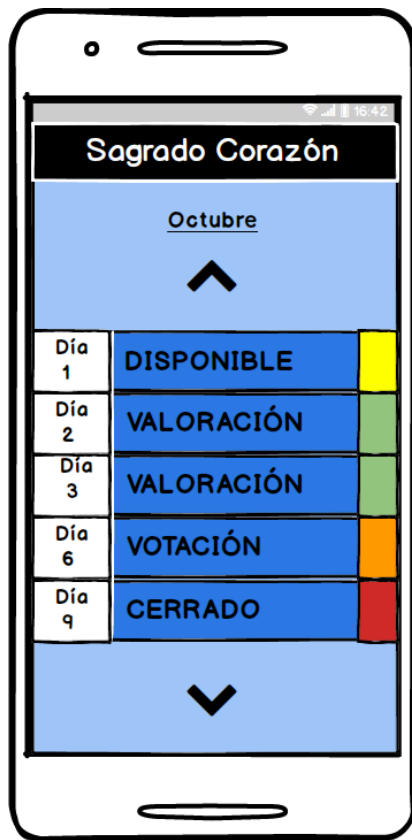 16:42
Sagrado Corazón
Octubre
Día
1
DISPONIBLE
Día
2
VALORACIÓN
Día
3
VALORACIÓN
Día
6
VOTACIÓN
Día
9
CERRADO